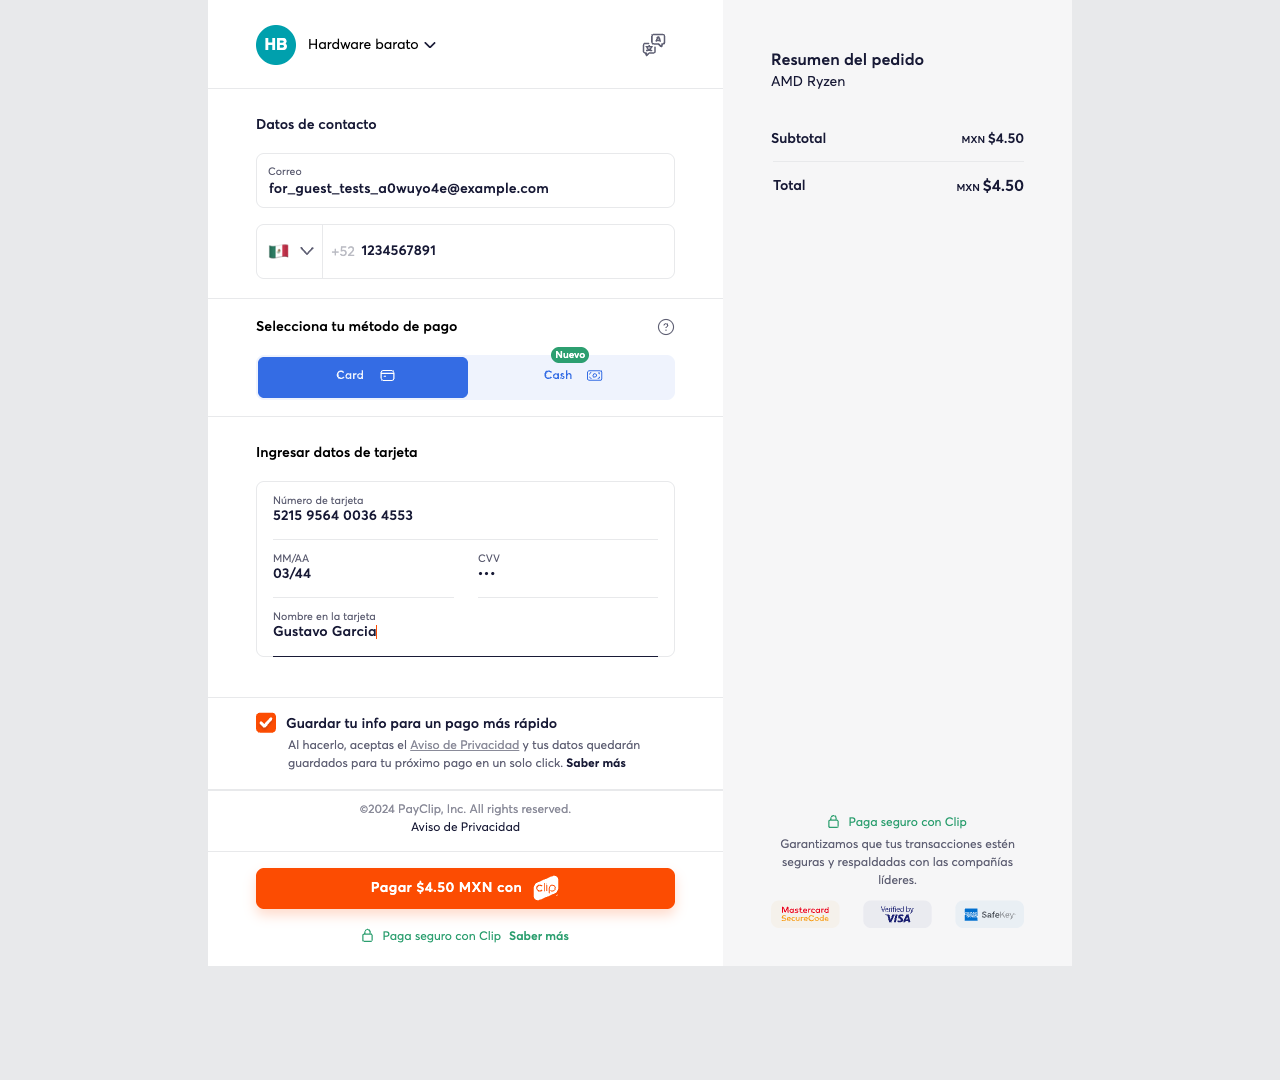 HB
Hardware barato
Datos de contacto
Correo
for_guest_tests_a0wuyo4e@example.com
+52 1234567891
Selecciona tu método de pago
?
Nuevo
Card
Cash
Ingresar datos de tarjeta
Número de tarjeta
5215 9564 0036 4553
MM/AA
CVV
03/44
•••
Nombre en la tarjeta
Gustavo Garcia
Guardar tu info para un pago más rápido
Al hacerlo, aceptas el Aviso de Privacidad y tus datos quedarán
guardados para tu próximo pago en un solo click. Saber más
©2024 PayClip, Inc. All rights reserved.
Aviso de Privacidad
Pagar $4.50 MXN con clip
Paga seguro con Clip Saber más
Resumen del pedido
AMD Ryzen
Subtotal MXN $4.50
Total MXN $4.50
Paga seguro con Clip
Garantizamos que tus transacciones estén
seguras y respaldadas con las compañías
líderes.
Mastercard
SecureCode
Verified by
VISA
SafeKey